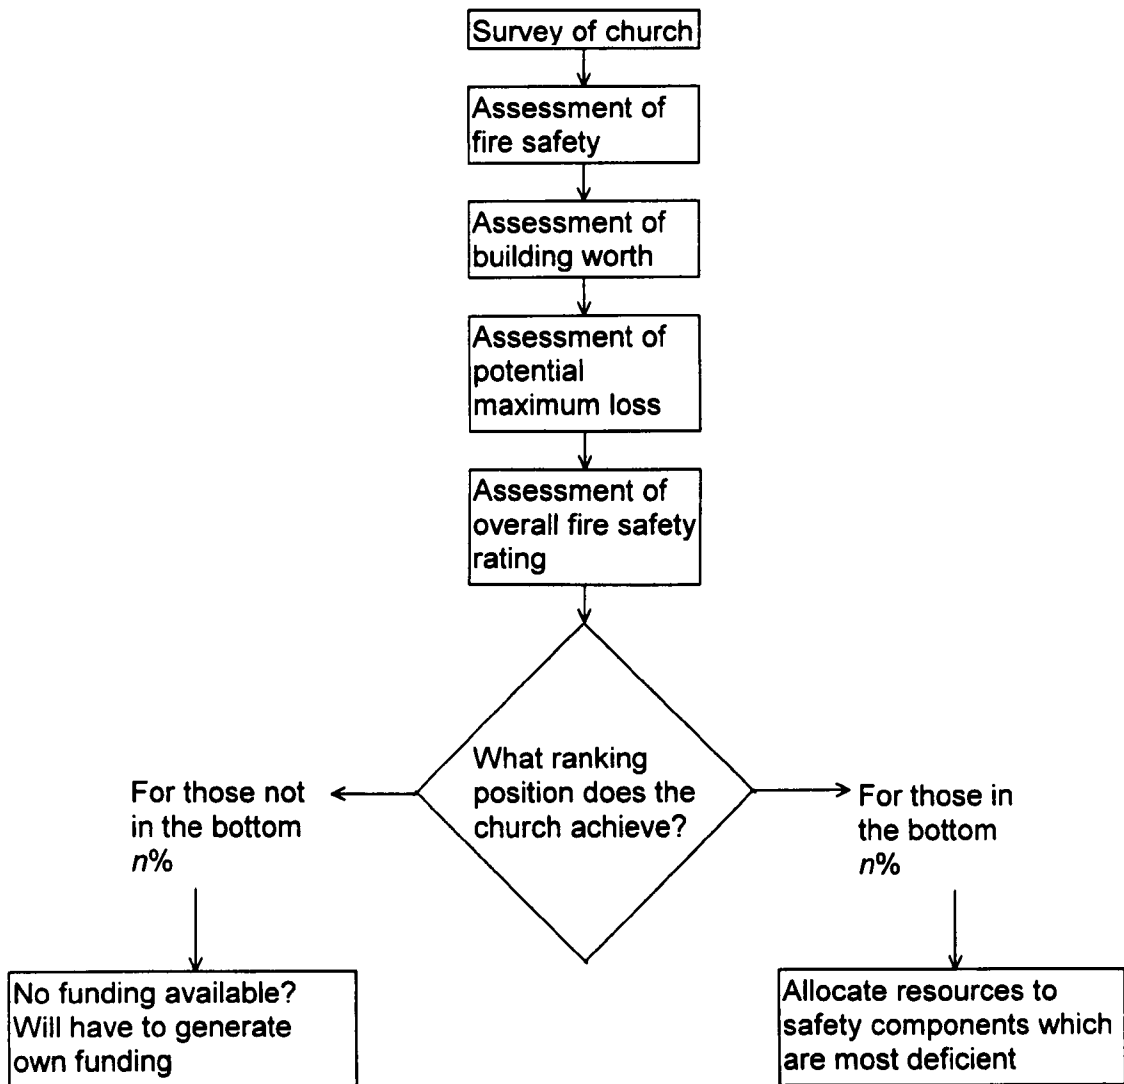 Survey of church
Assessment of
fire safety
Assessment of
building worth
Assessment of
potential
maximum loss
Assessment of
overall fire safety
rating
What ranking
position does the
church achieve?
For those not
in the bottom
n%
For those in
the bottom
n%
No funding available?
Will have to generate
own funding
Allocate resources to
safety components which
are most deficient